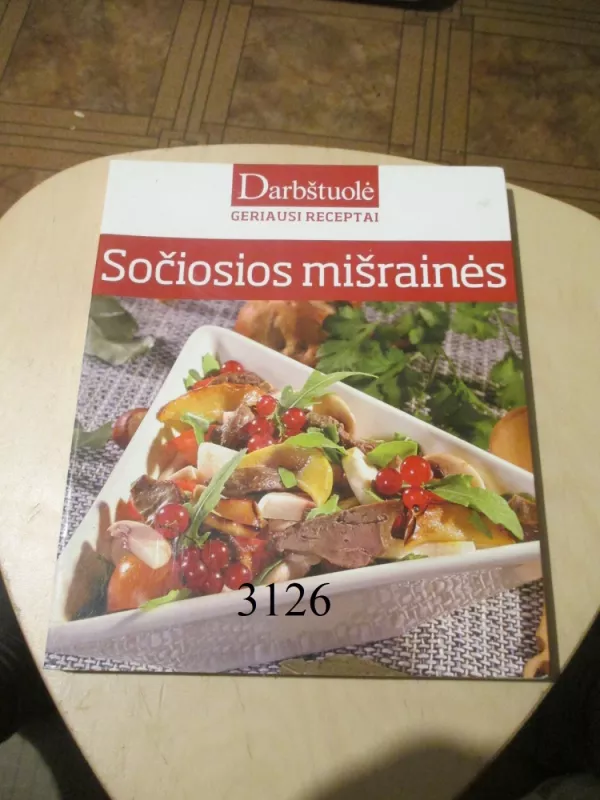 Darbštuolė
GERIAUSI RECEPTAI
Sočiosios mišrainės
3126